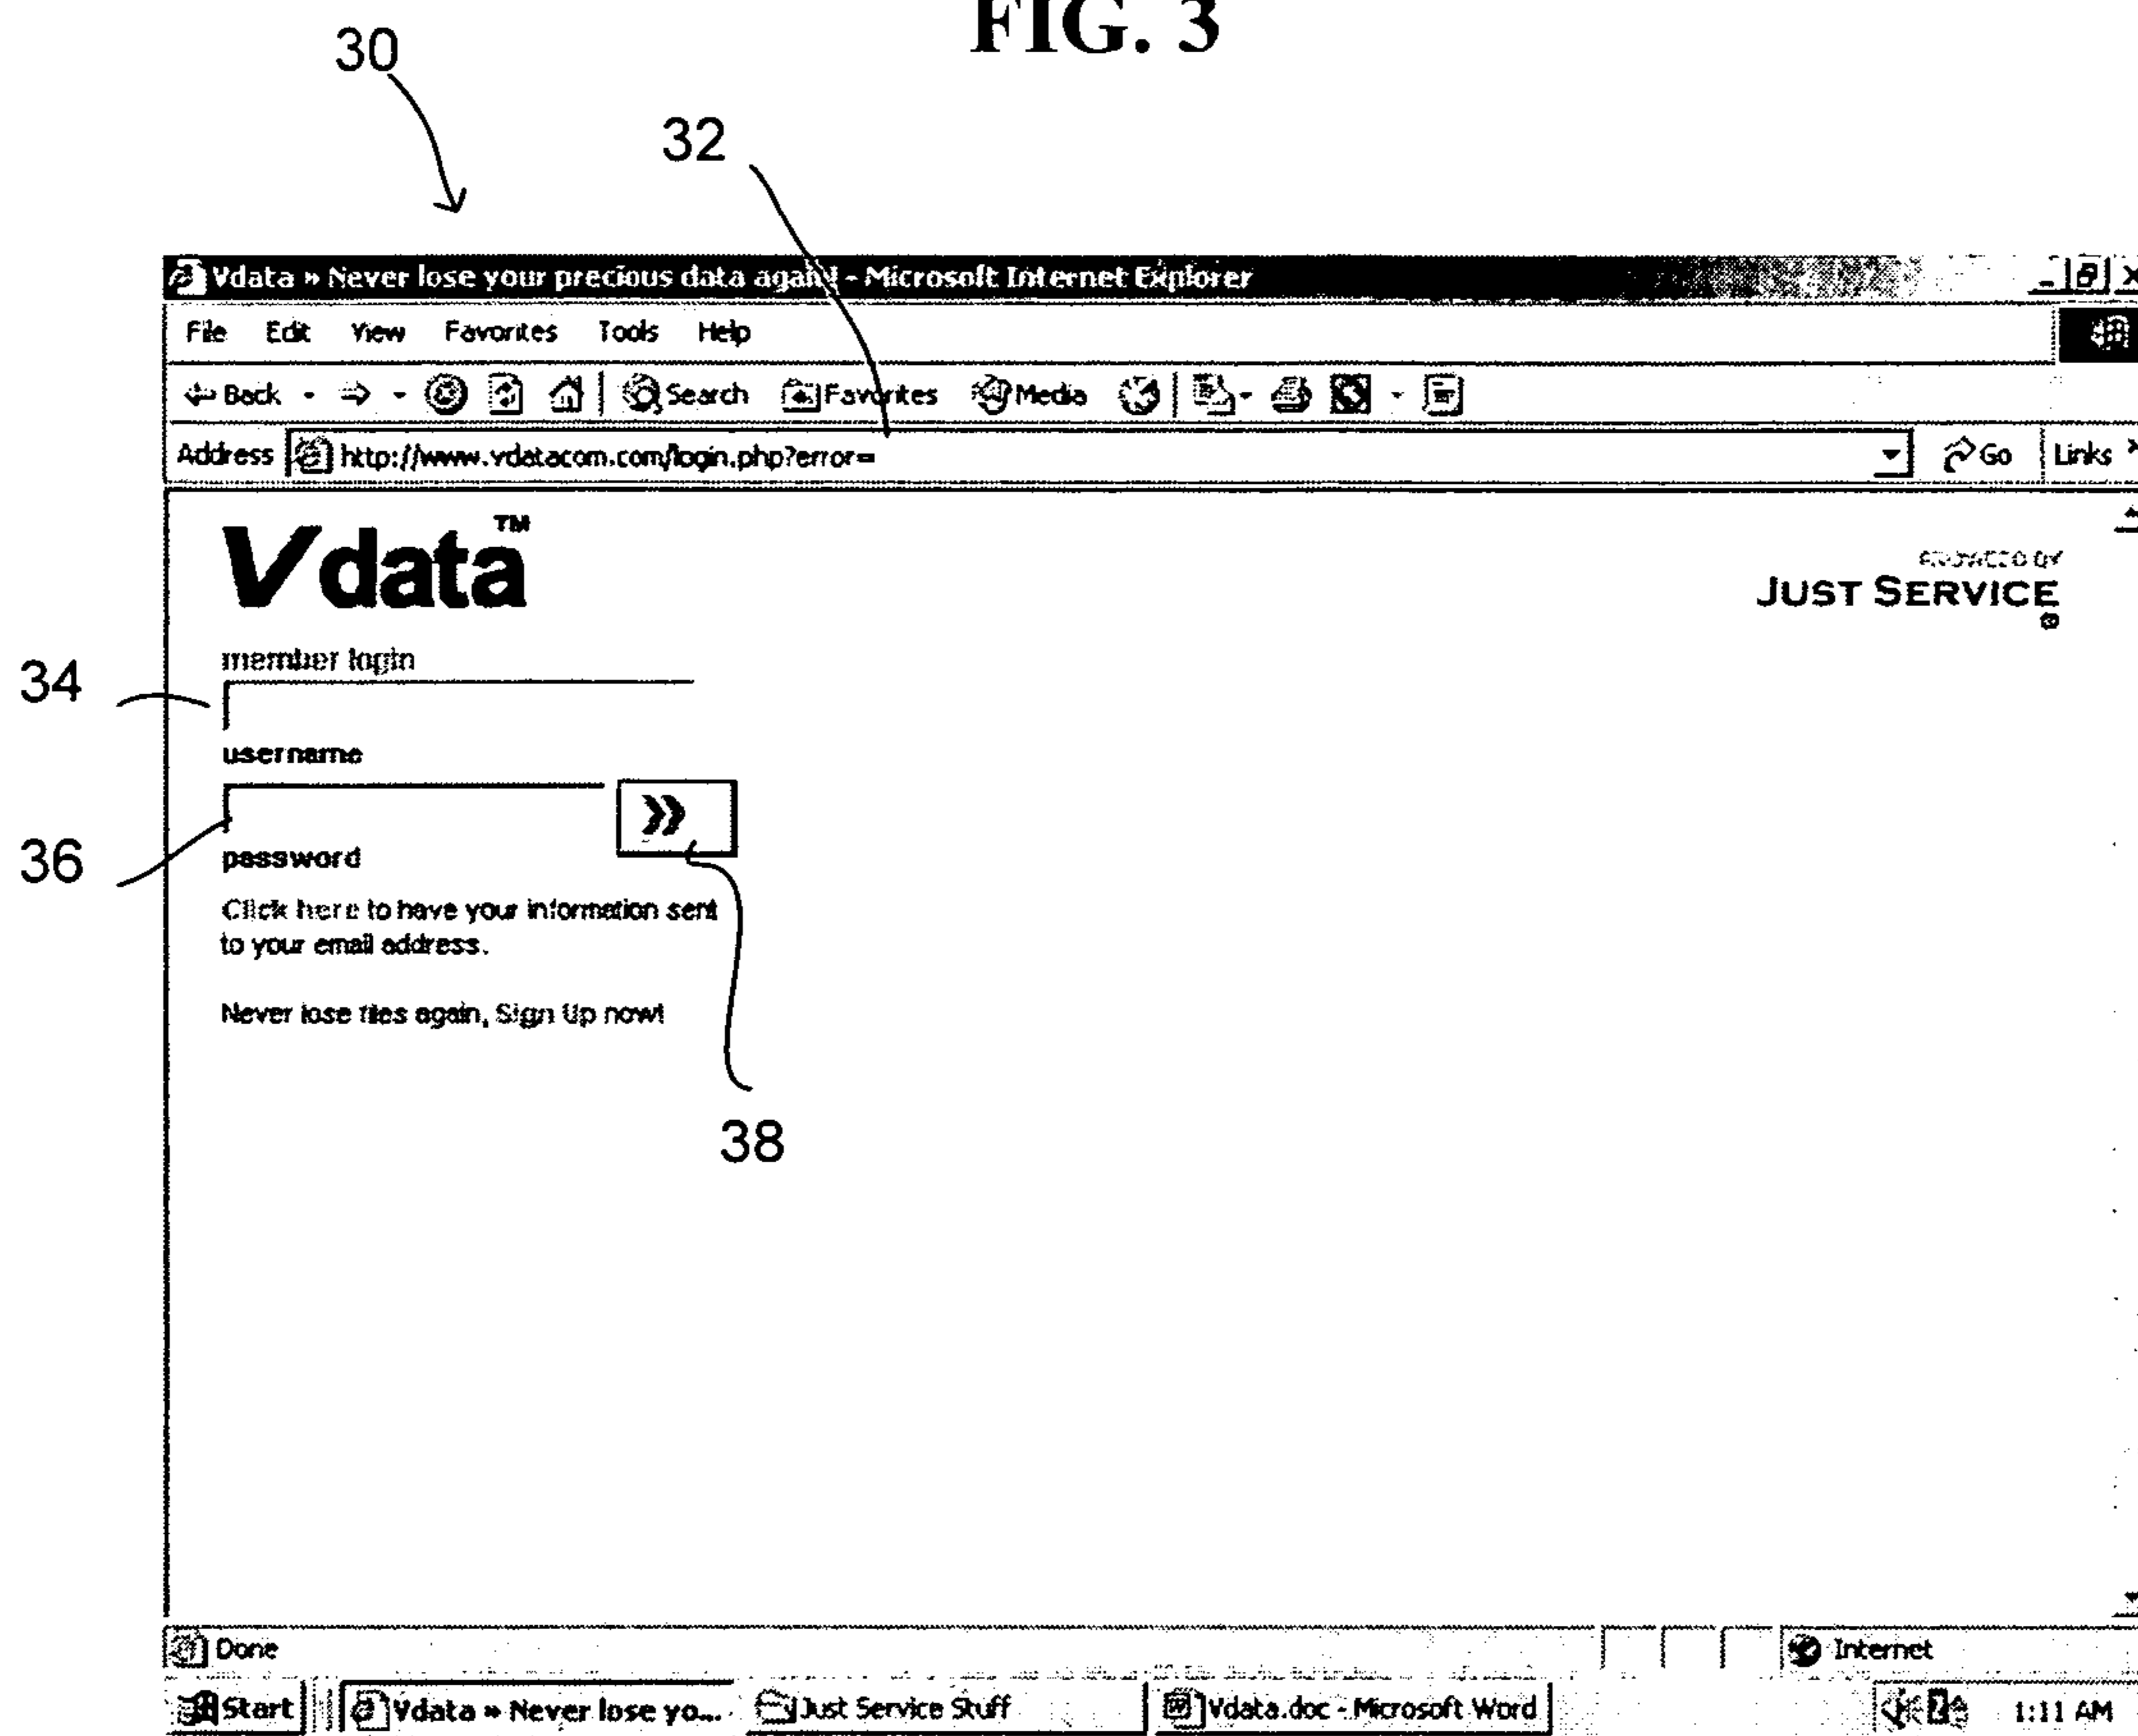 FIG. 3
30
32
Vdata » Never lose your precious data again! - Microsoft Internet Explorer
File Edit View Favorites Tools Help
Back Search Favorites Media
Address http://www.vdatacom.com/login.php?error= Go Links »
Vdata™
POWERED BY
JUST SERVICE
®
member login
34
username
»
36
password
Click here to have your information sent
to your email address.
Never lose files again, Sign Up now!
38
Done Internet
Start Vdata » Never lose yo... Just Service Stuff Vdata.doc - Microsoft Word 1:11 AM